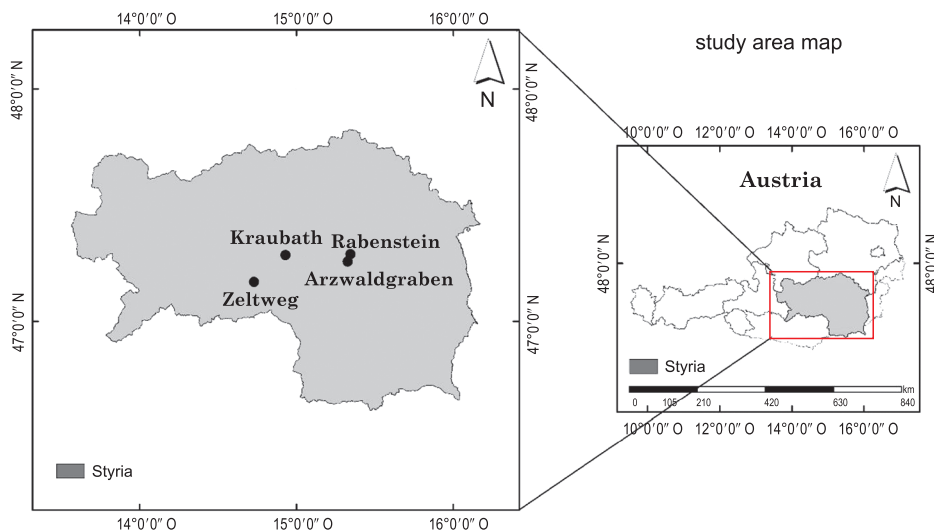 study area map
14°0'0" O 15°0'0" O 16°0'0" O
48°0'0" N
48°0'0" N
N
Kraubath
Rabenstein
Arzwaldgraben
Zeltweg
47°0'0" N
47°0'0" N
Styria
14°0'0" O 15°0'0" O 16°0'0" O
10°0'0" O 12°0'0" O 14°0'0" O 16°0'0" O
Austria
N
48°0'0" N
48°0'0" N
Styria
km
0 105 210 420 630 840
10°0'0" O 12°0'0" O 14°0'0" O 16°0'0" O